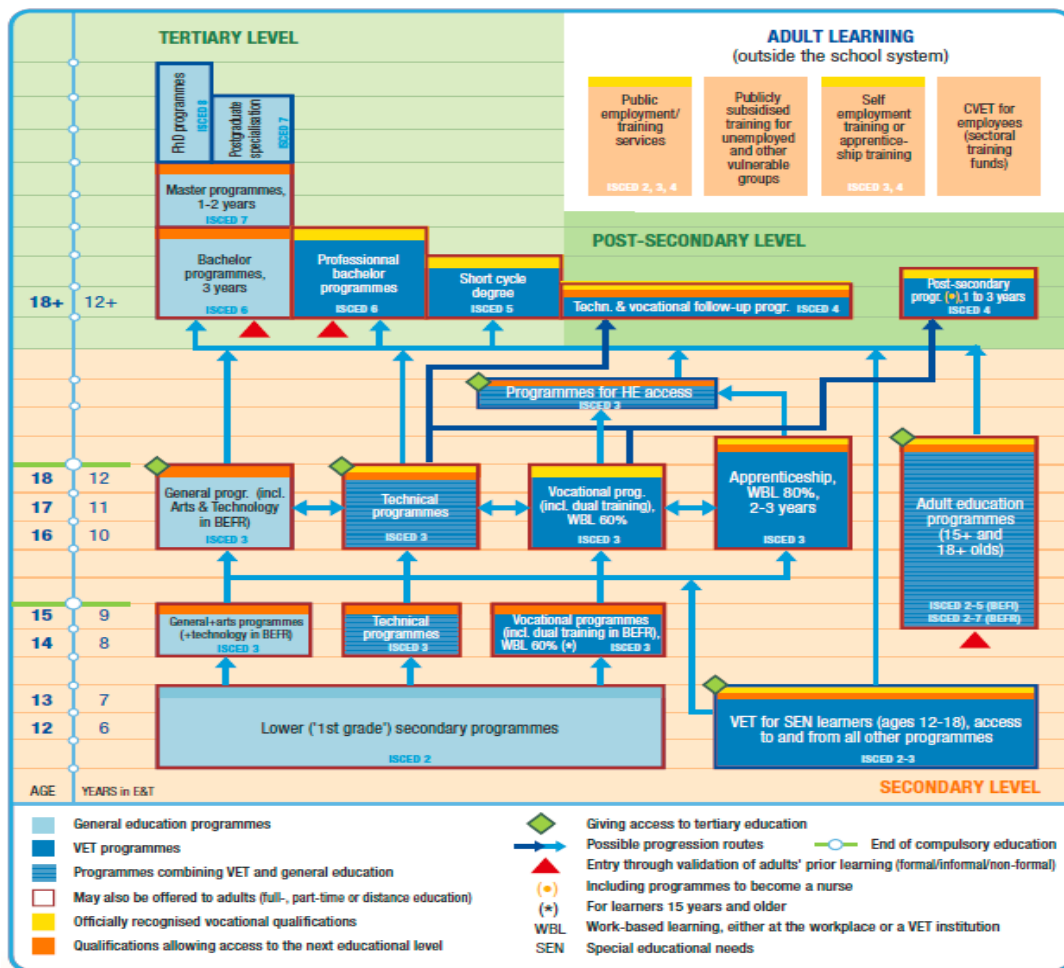 TERTIARY LEVEL
ADULT LEARNING
(outside the school system)
PhD programmes
ISCED 8
Postgraduate
specialisation
ISCED 7
Public
employment/
training
services
ISCED 2, 3, 4
Publicly
subsidised
training for
unemployed
and other
vulnerable
groups
Self
employment
training or
apprentice-
ship training
ISCED 3, 4
CVET for
employees
(sectoral
training
funds)
Master programmes,
1-2 years
ISCED 7
POST-SECONDARY LEVEL
Bachelor
programmes,
3 years
ISCED 6
Professionnal
bachelor
programmes
ISCED 6
Short cycle
degree
ISCED 5
Techn. & vocational follow-up progr. ISCED 4
Post-secondary
progr. (•),1 to 3 years
ISCED 4
18+ 12+
Programmes for HE access
ISCED 3
18 12
17 11
16 10
General progr. (incl.
Arts & Technology
in BEFR)
ISCED 3
Technical
programmes
ISCED 3
Vocational prog.
(incl. dual training),
WBL 60%
ISCED 3
Apprenticeship,
WBL 80%,
2-3 years
ISCED 3
Adult education
programmes
(15+ and
18+ olds)
ISCED 2-5 (BEFl)
ISCED 2-7 (BEFR)
15 9
14 8
General+arts programmes
(+technology in BEFR)
ISCED 3
Technical
programmes
ISCED 3
Vocational programmes
(incl. dual training in BEFR),
WBL 60% (*) ISCED 3
13 7
12 6
Lower ("1st grade") secondary programmes
ISCED 2
VET for SEN learners (ages 12-18), access
to and from all other programmes
ISCED 2-3
AGE YEARS in E&T
SECONDARY LEVEL
General education programmes
VET programmes
Programmes combining VET and general education
May also be offered to adults (full-, part-time or distance education)
Officially recognised vocational qualifications
Qualifications allowing access to the next educational level
Giving access to tertiary education
Possible progression routes
End of compulsory education
Entry through validation of adults' prior learning (formal/informal/non-formal)
(•) Including programmes to become a nurse
(*) For learners 15 years and older
WBL Work-based learning, either at the workplace or a VET institution
SEN Special educational needs